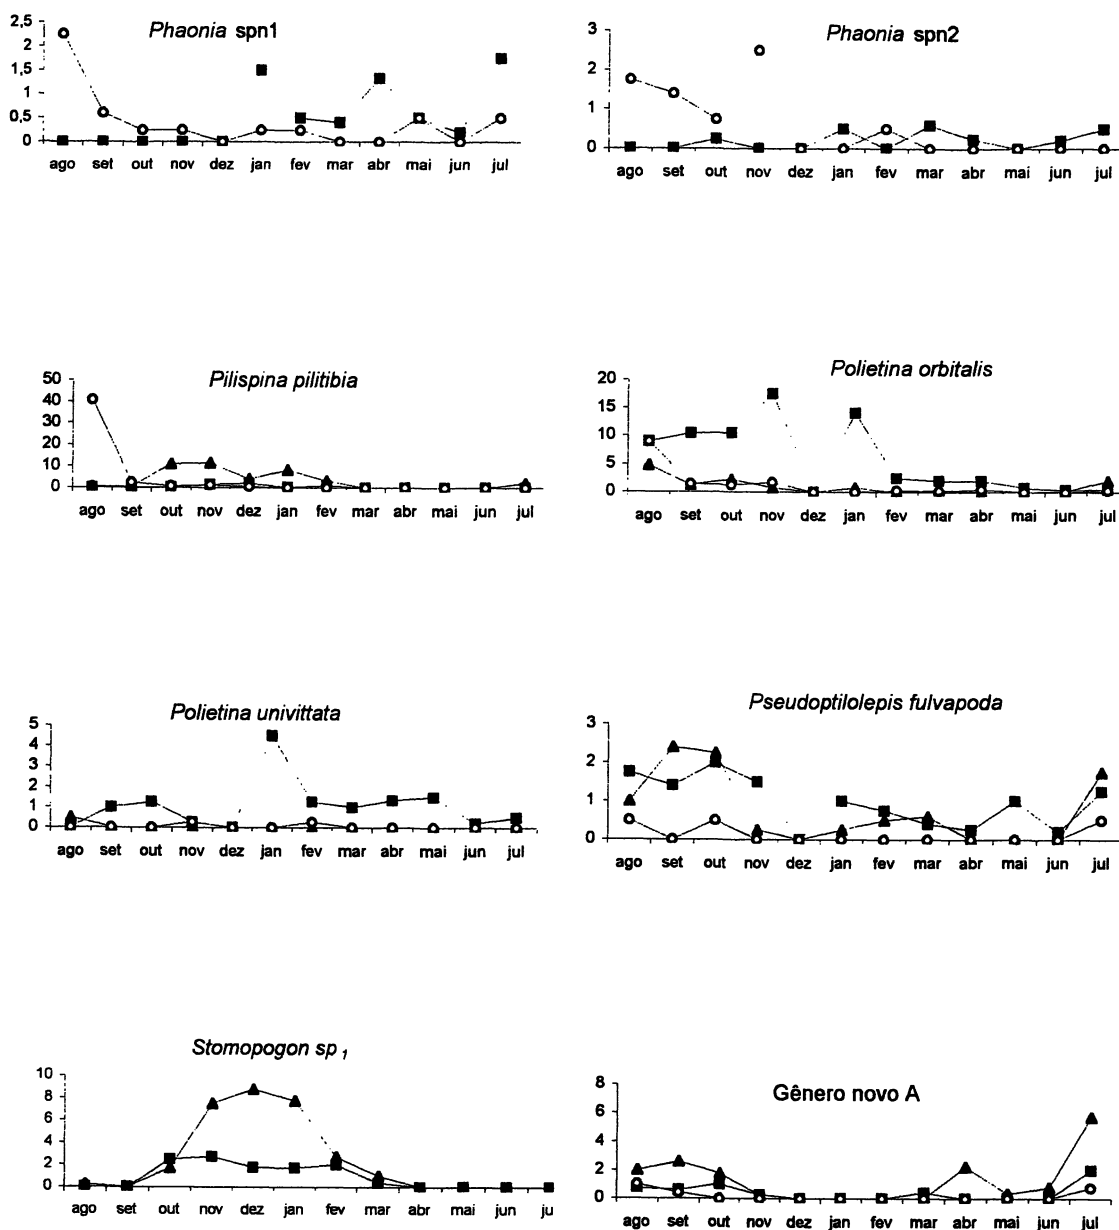 Phaonia spn1
2,5
2
1,5
1
0,5
0
ago set out nov dez jan fev mar abr mai jun jul
Phaonia spn2
3
2
1
0
ago set out nov dez jan fev mar abr mai jun jul
Pilispina pilitibia
50
40
30
20
10
0
ago set out nov dez jan fev mar abr mai jun jul
Polietina orbitalis
20
15
10
5
0
ago set out nov dez jan fev mar abr mai jun jul
Polietina univittata
5
4
3
2
1
0
ago set out nov dez jan fev mar abr mai jun jul
Pseudoptilolepis fulvapoda
3
2
1
0
ago set out nov dez jan fev mar abr mai jun jul
Stomopogon sp 1
10
8
6
4
2
0
ago set out nov dez jan fev mar abr mai jun ju
Gênero novo A
8
6
4
2
0
ago set out nov dez jan fev mar abr mai jun jul